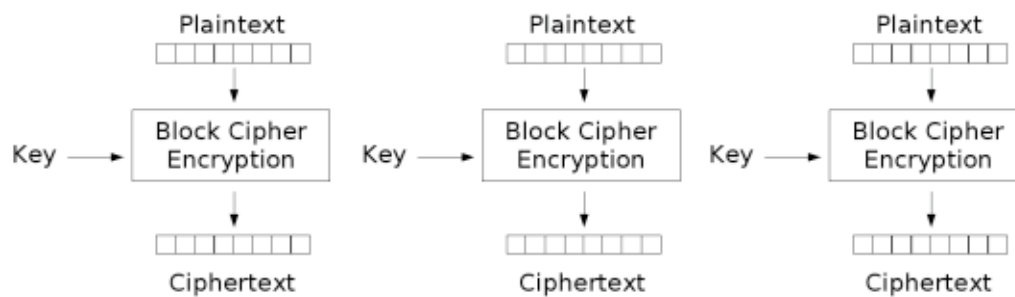 Plaintext Plaintext Plaintext
Block Cipher Block Cipher Block Cipher
Key Key Key
Encryption Encryption Encryption
Ciphertext Ciphertext Ciphertext